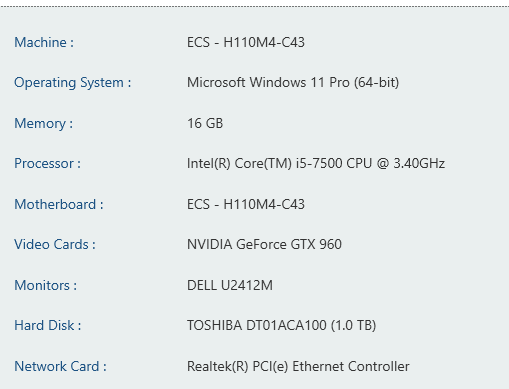 Machine : ECS - H110M4-C43
Operating System : Microsoft Windows 11 Pro (64-bit)
Memory : 16 GB
Processor : Intel(R) Core(TM) i5-7500 CPU @ 3.40GHz
Motherboard : ECS - H110M4-C43
Video Cards : NVIDIA GeForce GTX 960
Monitors : DELL U2412M
Hard Disk : TOSHIBA DT01ACA100 (1.0 TB)
Network Card : Realtek(R) PCI(e) Ethernet Controller